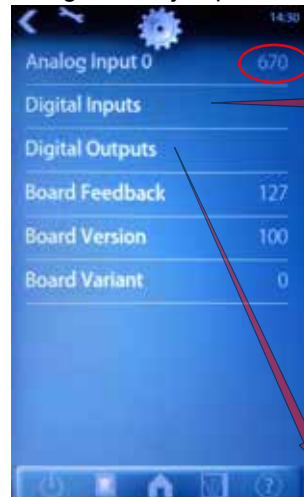 14:30
Analog Input 0 670
Digital Inputs
Digital Outputs
Board Feedback 127
Board Version 100
Board Variant 0
?